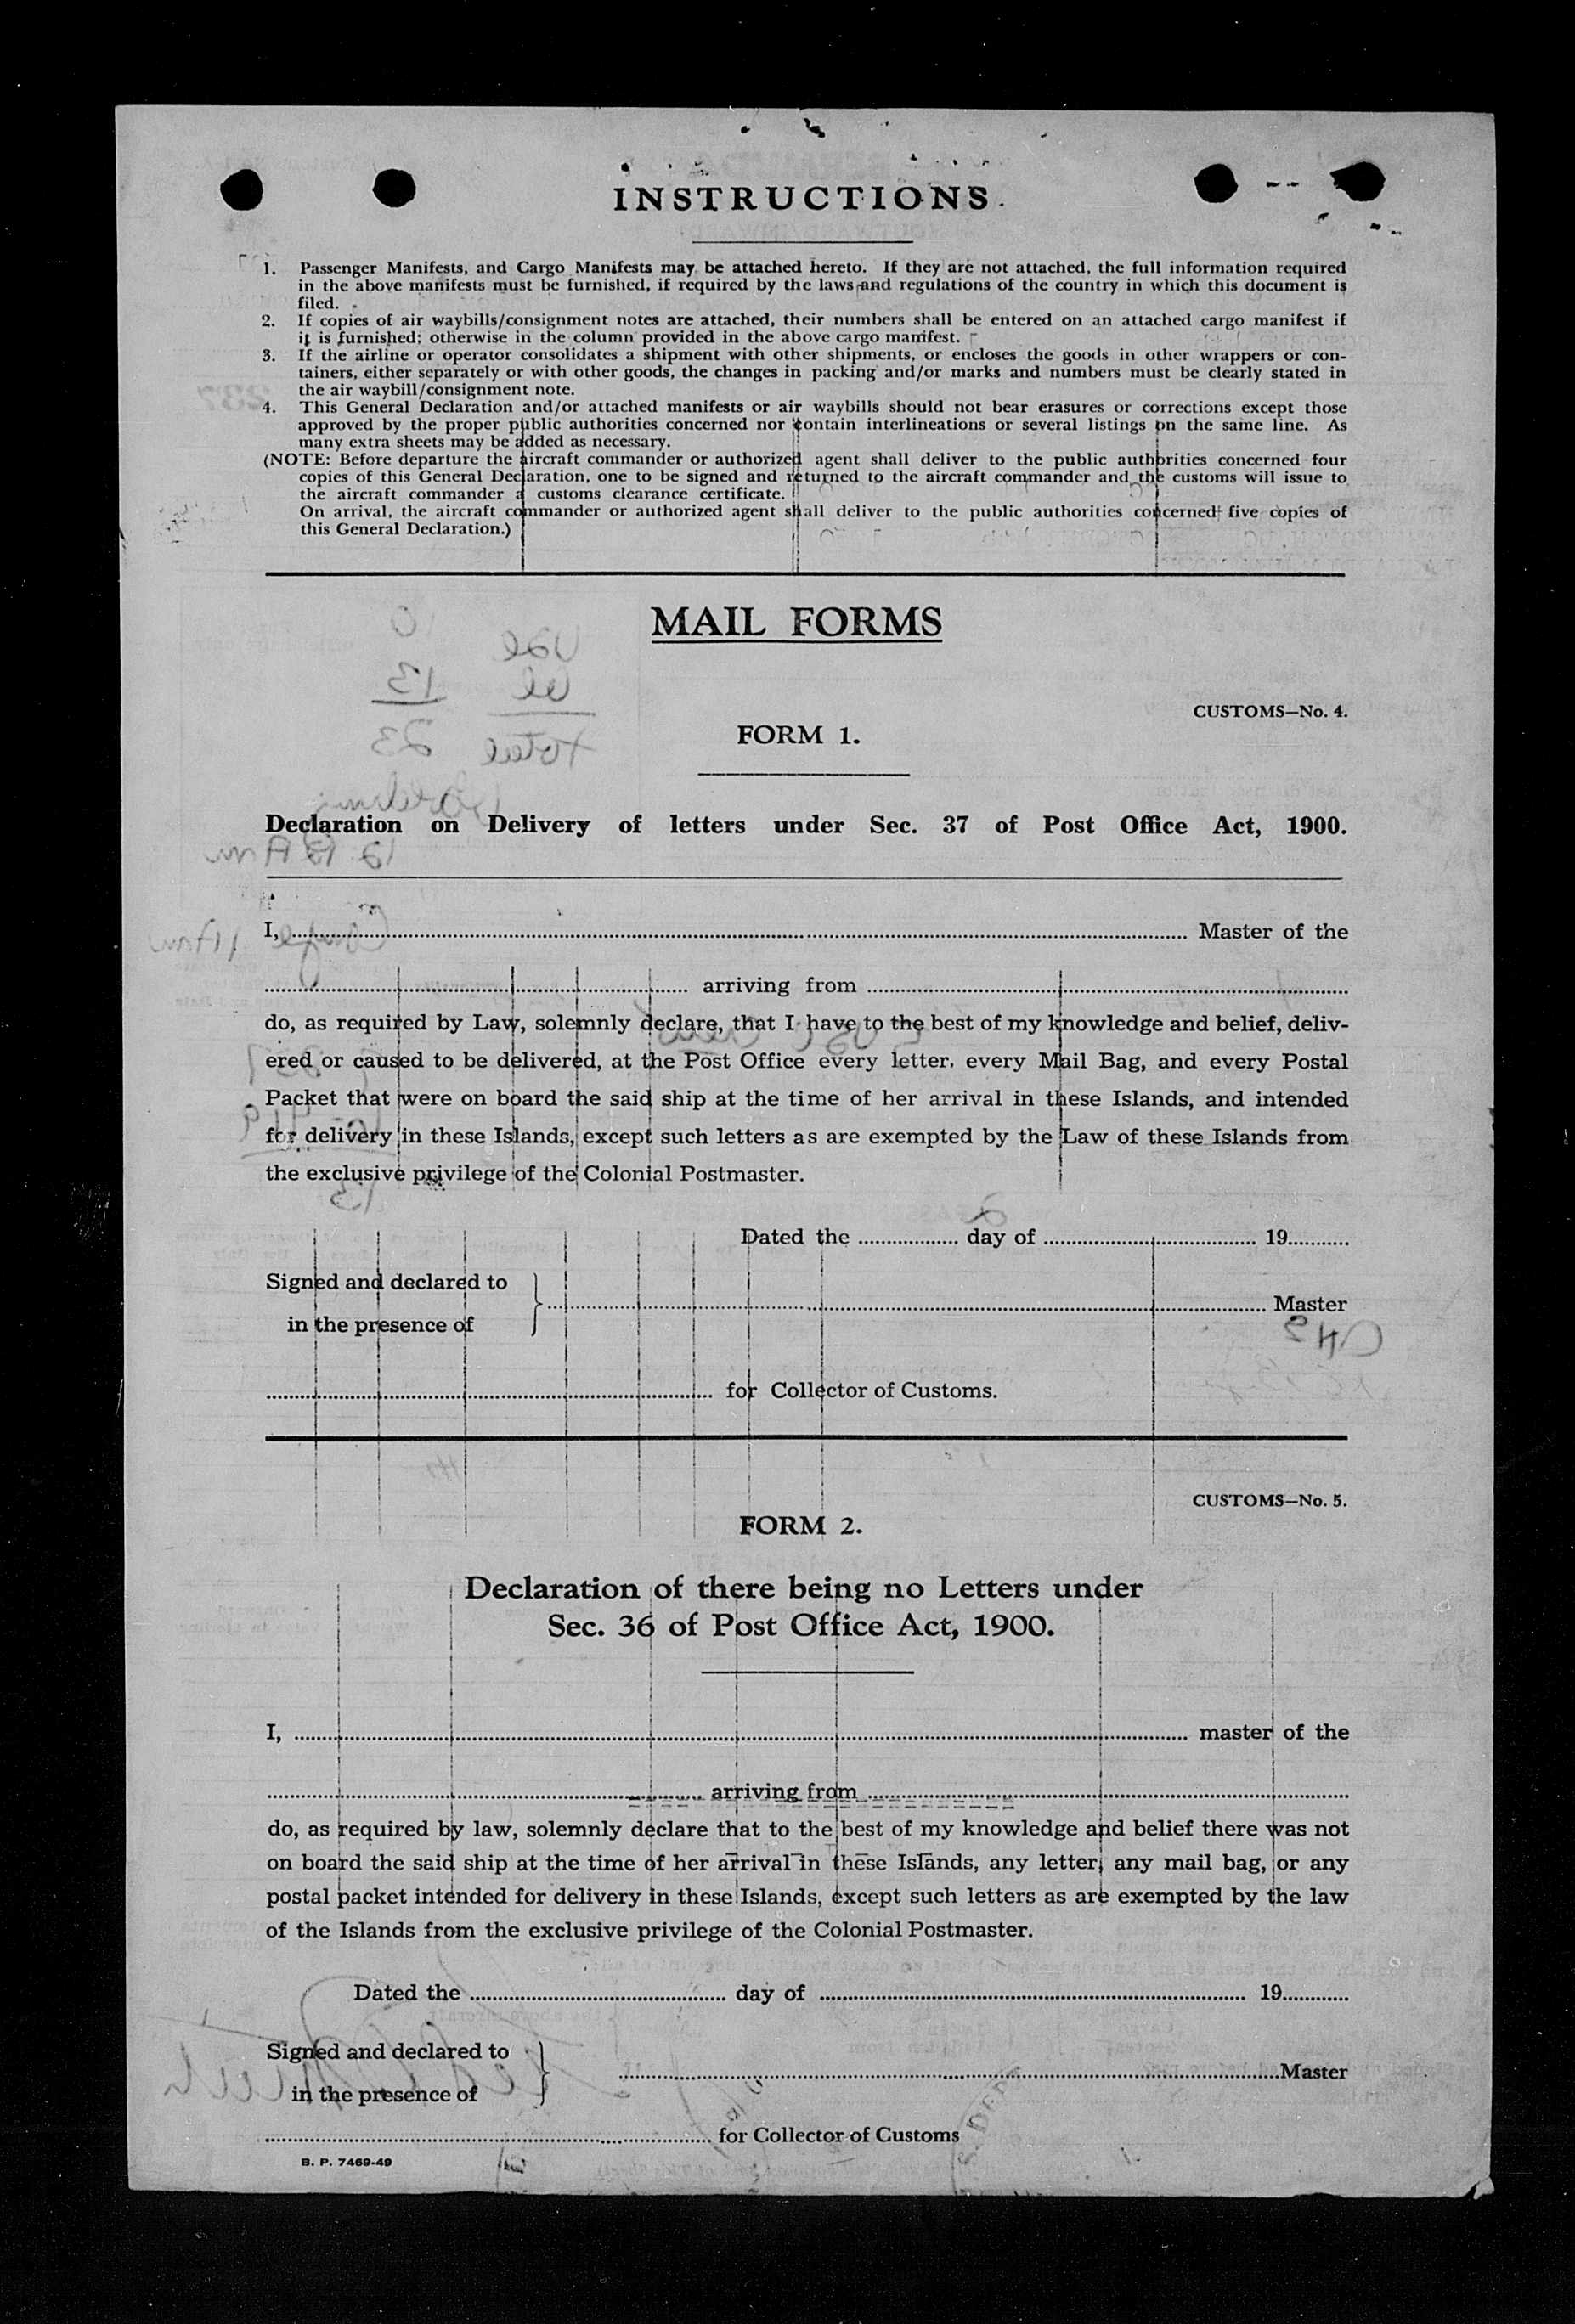 INSTRUCTIONS.
1. Passenger Manifests, and Cargo Manifests may be attached hereto. If they are not attached, the full information required
in the above manifests must be furnished, if required by the laws and regulations of the country in which this document is
filed.
2. If copies of air waybills/consignment notes are attached, their numbers shall be entered on an attached cargo manifest if
it is furnished; otherwise in the column provided in the above cargo manifest.
3. If the airline or operator consolidates a shipment with other shipments, or encloses the goods in other wrappers or con-
tainers, either separately or with other goods, the changes in packing and/or marks and numbers must be clearly stated in
the air waybill/consignment note.
4. This General Declaration and/or attached manifests or air waybills should not bear erasures or corrections except those
approved by the proper public authorities concerned nor contain interlineations or several listings on the same line. As
many extra sheets may be added as necessary.
(NOTE: Before departure the aircraft commander or authorized agent shall deliver to the public authorities concerned four
copies of this General Declaration, one to be signed and returned to the aircraft commander and the customs will issue to
the aircraft commander a customs clearance certificate.
On arrival, the aircraft commander or authorized agent shall deliver to the public authorities concerned five copies of
this General Declaration.)
MAIL FORMS
CUSTOMS—No. 4.
FORM 1.
Declaration on Delivery of letters under Sec. 37 of Post Office Act, 1900.
I, ........ Master of the
........ arriving from ........
do, as required by Law, solemnly declare, that I have to the best of my knowledge and belief, deliv-
ered or caused to be delivered, at the Post Office every letter, every Mail Bag, and every Postal
Packet that were on board the said ship at the time of her arrival in these Islands, and intended
for delivery in these Islands, except such letters as are exempted by the Law of these Islands from
the exclusive privilege of the Colonial Postmaster.
Dated the ........ day of ........ 19........
Signed and declared to
........ Master
in the presence of
........ for Collector of Customs.
CUSTOMS—No. 5.
FORM 2.
Declaration of there being no Letters under
Sec. 36 of Post Office Act, 1900.
I, ........ master of the
........ arriving from ........
do, as required by law, solemnly declare that to the best of my knowledge and belief there was not
on board the said ship at the time of her arrival in these Islands, any letter, any mail bag, or any
postal packet intended for delivery in these Islands, except such letters as are exempted by the law
of the Islands from the exclusive privilege of the Colonial Postmaster.
Dated the ........ day of ........ 19........
Signed and declared to
........Master
in the presence of
........ for Collector of Customs
B. P. 7469-49